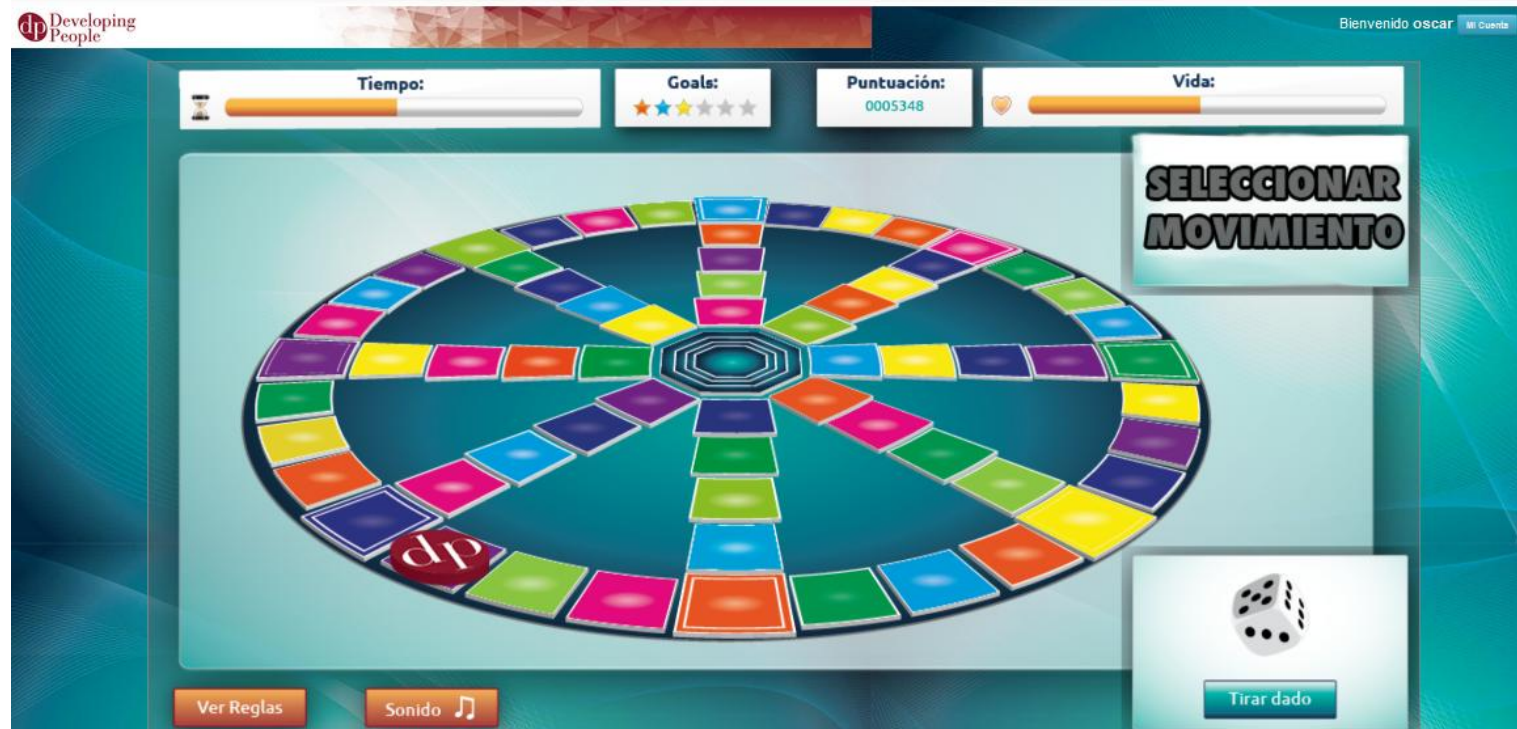 dp Developing
People
Bienvenido oscar Mi Cuenta
Tiempo:
Goals:
Puntuación:
0005348
Vida:
SELECCIONAR
MOVIMIENTO
dp
Ver Reglas
Sonido
Tirar dado